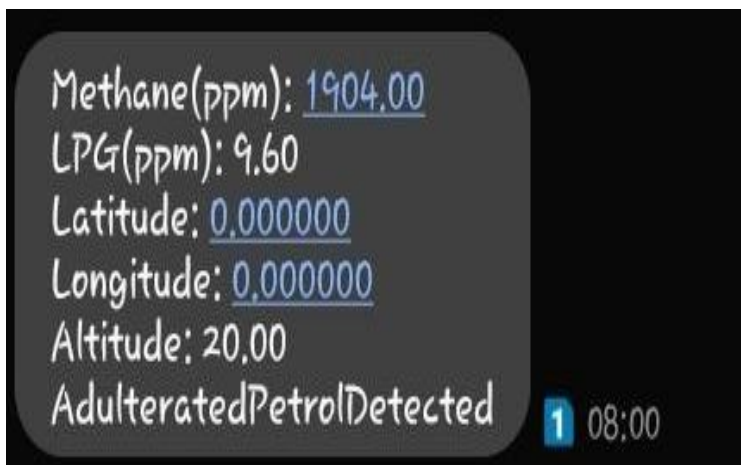 Methane(ppm): 1904.00
LPG(ppm): 9.60
Latitude: 0.000000
Longitude: 0.000000
Altitude: 20.00
AdulteratedPetrolDetected
1 08:00